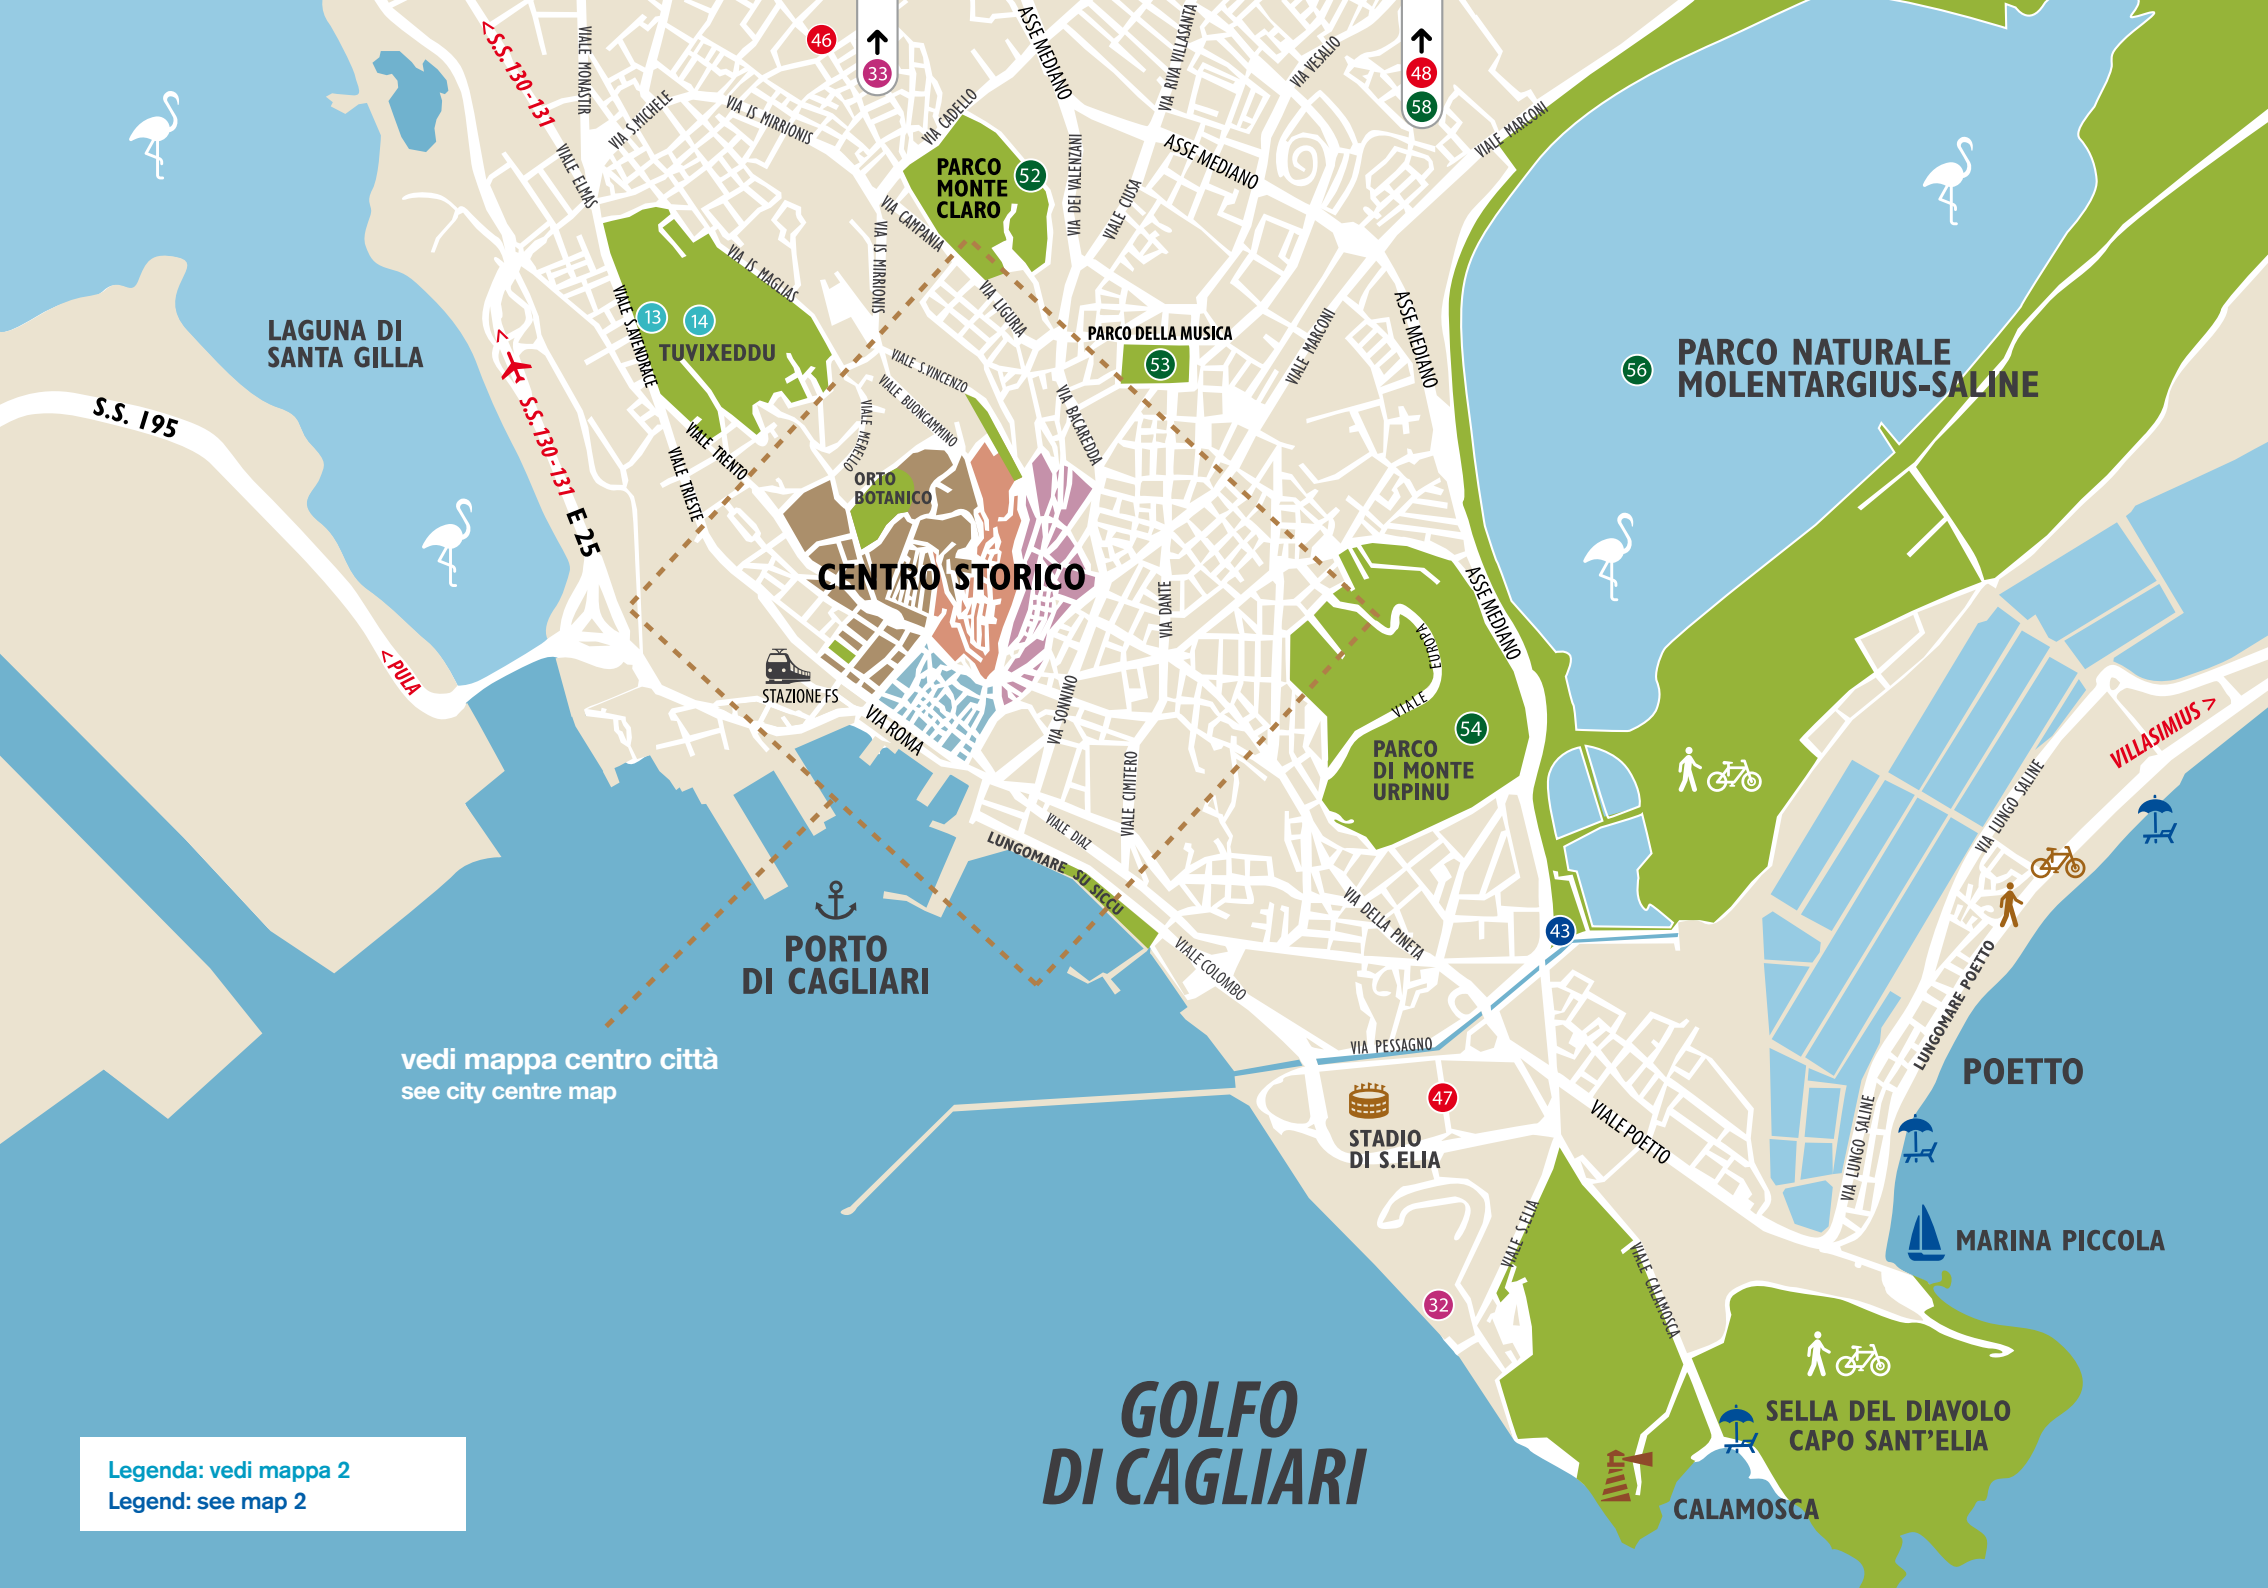 < S.S. 130-131
VIALE MONASTIR
46
33
ASSE MEDIANO
VIA RIVA VILLASANTA
VIA VESALIO
48
58
VIALE MARCONI
VIA S.MICHELE
VIA IS MIRRIONIS
VIA CADELLO
VIALE ELMAS
PARCO
MONTE
CLARO
52
VIA DEI VALENZANI
VIALE CIUSA
ASSE MEDIANO
VIA CAMPANIA
VIA IS MIRRIONIS
VIA IS MAGLIAS
VIALE S.AVENDRACE
13
14
TUVIXEDDU
VIA LIGURIA
PARCO DELLA MUSICA
53
VIALE MARCONI
ASSE MEDIANO
LAGUNA DI
SANTA GILLA
56
PARCO NATURALE
MOLENTARGIUS-SALINE
S.S. 195
< S.S. 130-131 E 25
VIALE S.VINCENZO
VIALE BUONCAMMINO
VIALE MERELLO
VIA BACAREDDA
VIALE TRENTO
VIALE TRIESTE
ORTO
BOTANICO
CENTRO STORICO
VIA DANTE
ASSE MEDIANO
VIALE EUROPA
< PULA
STAZIONE FS
VIA ROMA
VIA SONNINO
54
PARCO
DI MONTE
URPINU
VILLASIMIUS >
VIA LUNGO SALINE
VIALE CIMITERO
VIALE DIAZ
LUNGOMARE SU SICCU
VIA DELLA PINETA
43
PORTO
DI CAGLIARI
VIALE COLOMBO
LUNGOMARE POETTO
vedi mappa centro città
see city centre map
VIA PESSAGNO
POETTO
47
STADIO
DI S.ELIA
VIALE POETTO
VIA LUNGO SALINE
VIALE S.ELIA
VIALE CALAMOSCA
MARINA PICCOLA
32
GOLFO
DI CAGLIARI
SELLA DEL DIAVOLO
CAPO SANT'ELIA
CALAMOSCA
Legenda: vedi mappa 2
Legend: see map 2